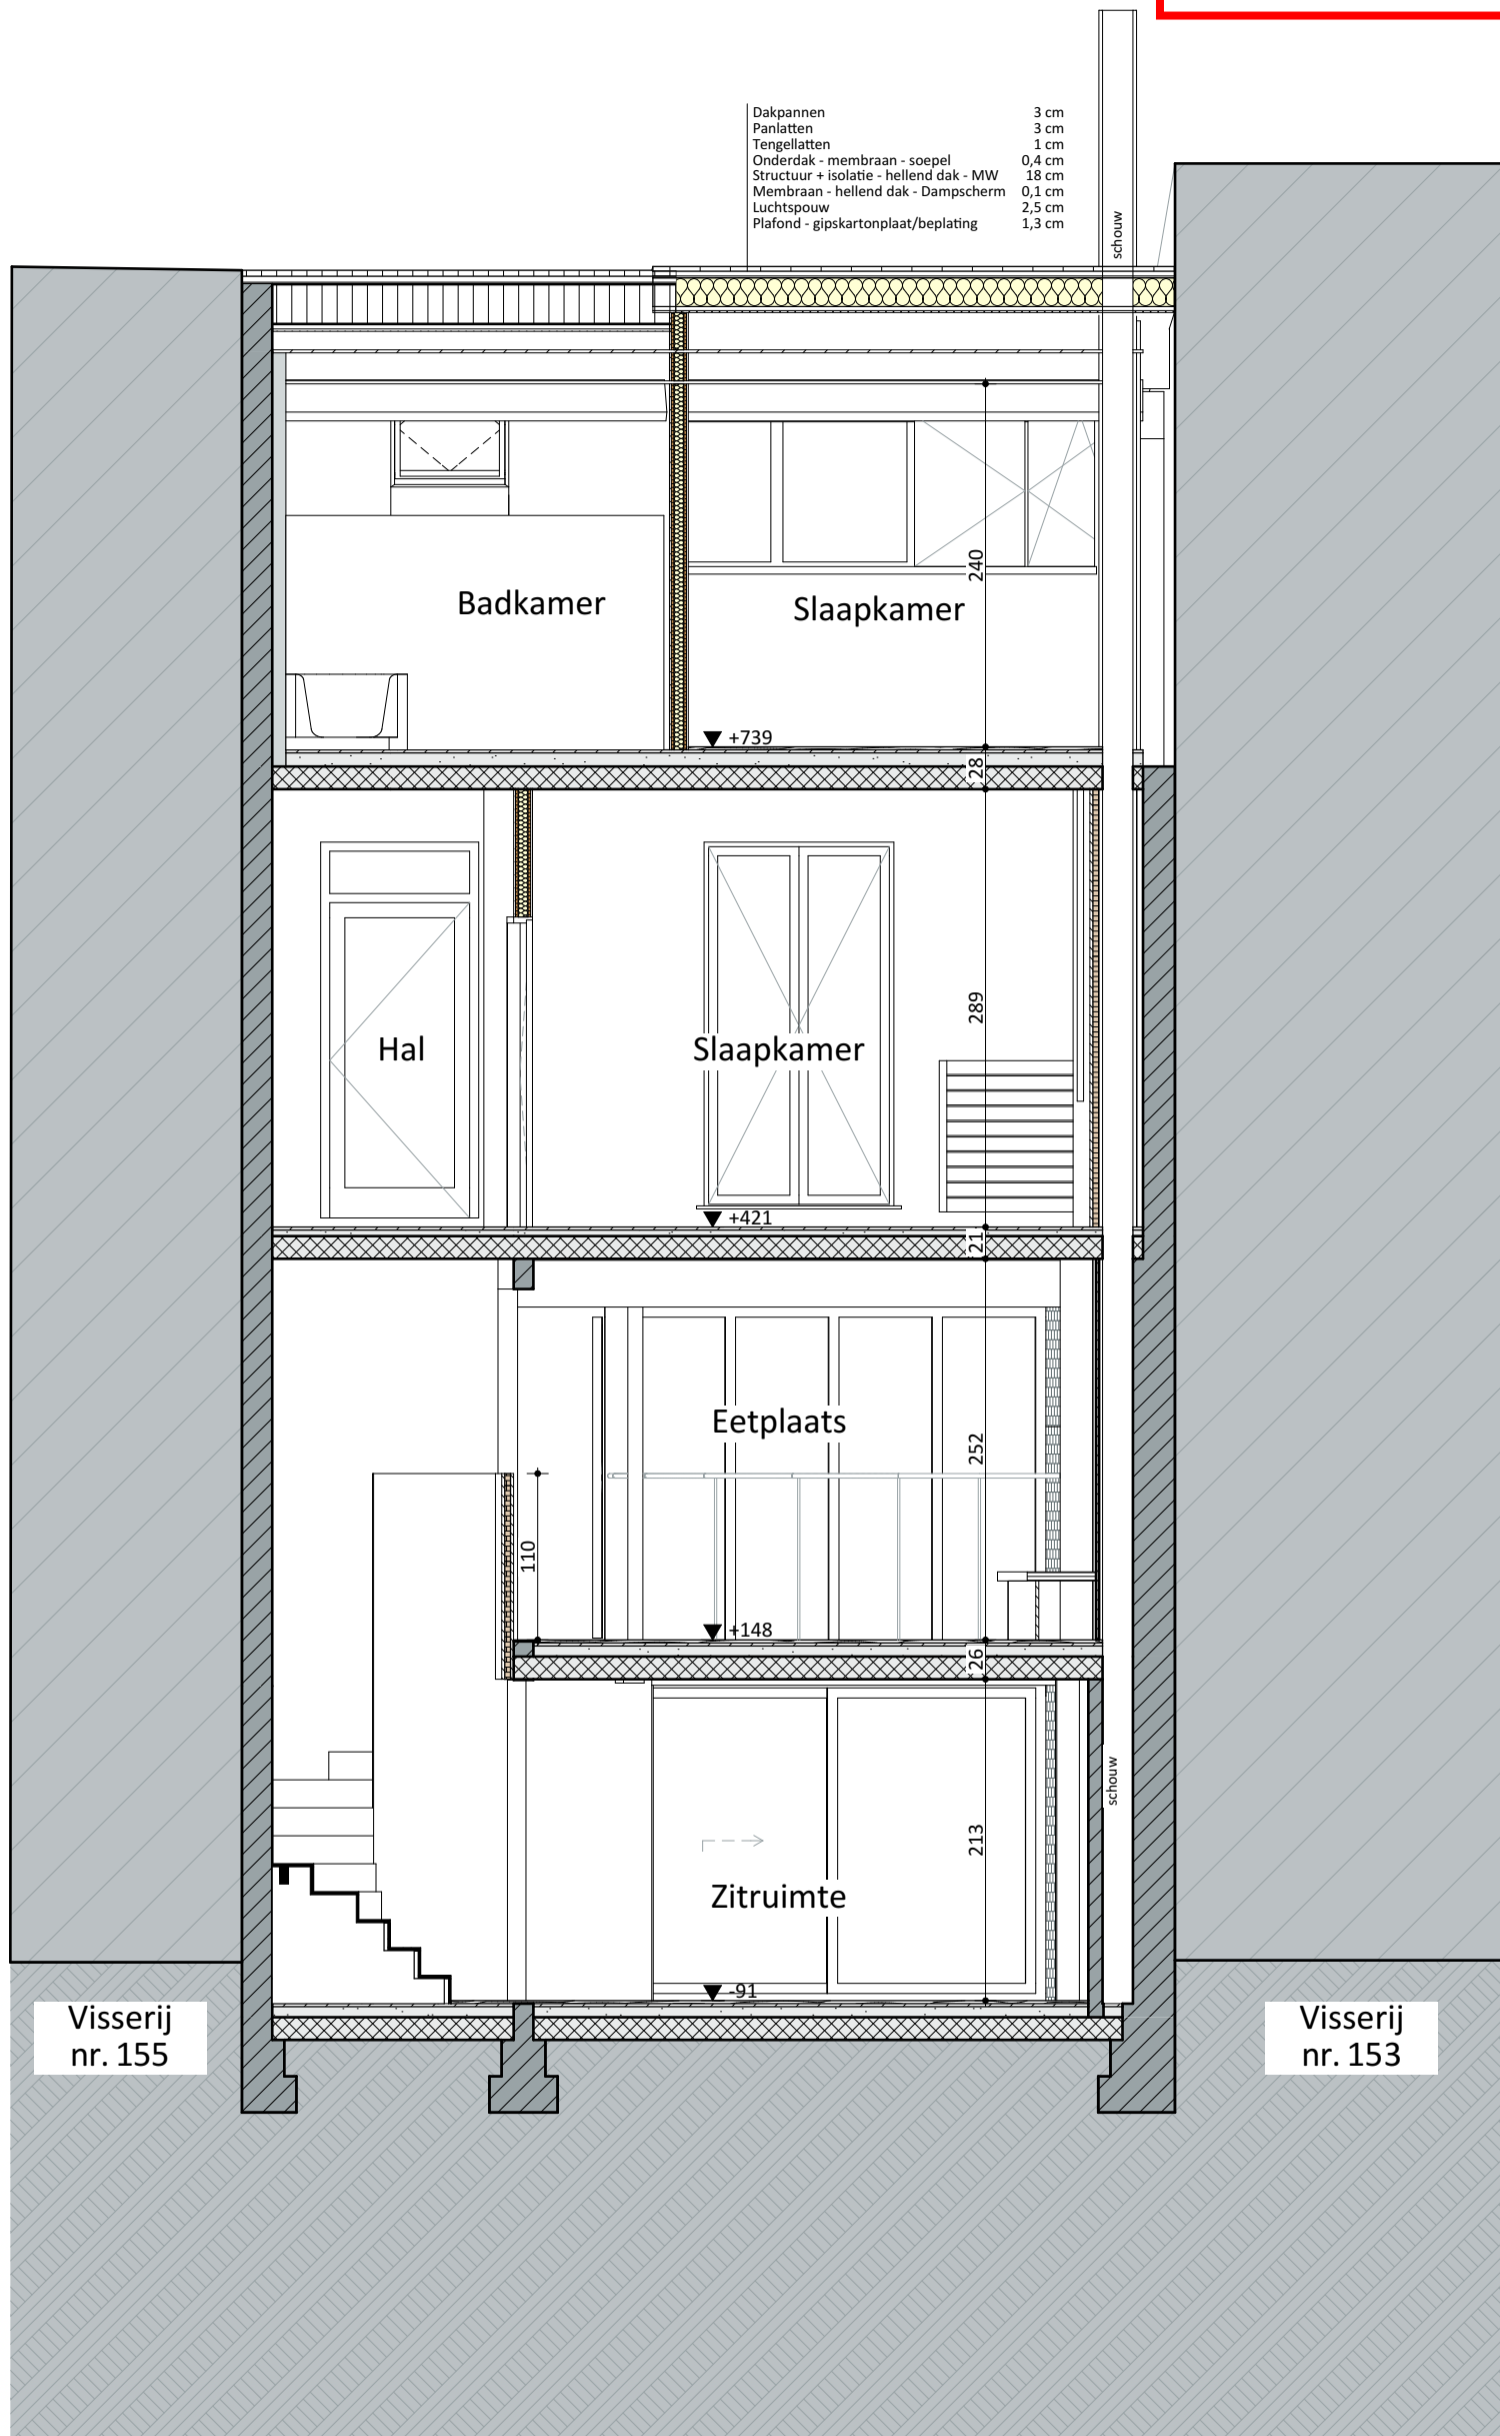 Dakpannen 3 cm
Panlatten 3 cm
Tengellatten 1 cm
Onderdak - membraan - soepel 0,4 cm
Structuur + isolatie - hellend dak - MW 18 cm
Membraan - hellend dak - Dampscherm 0,1 cm
Luchtspouw 2,5 cm
Plafond - gipskartonplaat/beplating 1,3 cm
schouw
240
Badkamer
Slaapkamer
+739
28
289
Hal
Slaapkamer
+421
21
Eetplaats
252
110
+148
26
schouw
213
Zitruimte
-91
Visserij
nr. 155
Visserij
nr. 153